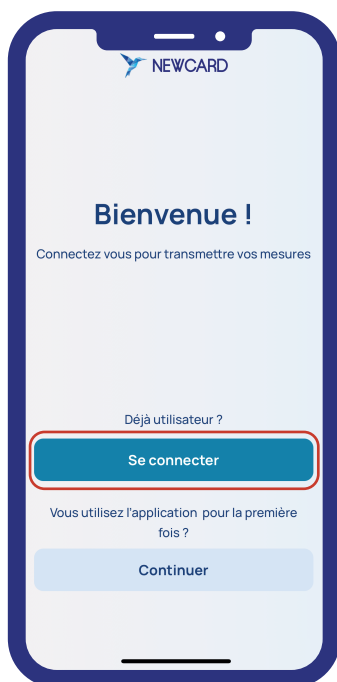 NEWCARD
Bienvenue !
Connectez vous pour transmettre vos mesures
Déjà utilisateur ?
Se connecter
Vous utilisez l'application pour la première
fois ?
Continuer